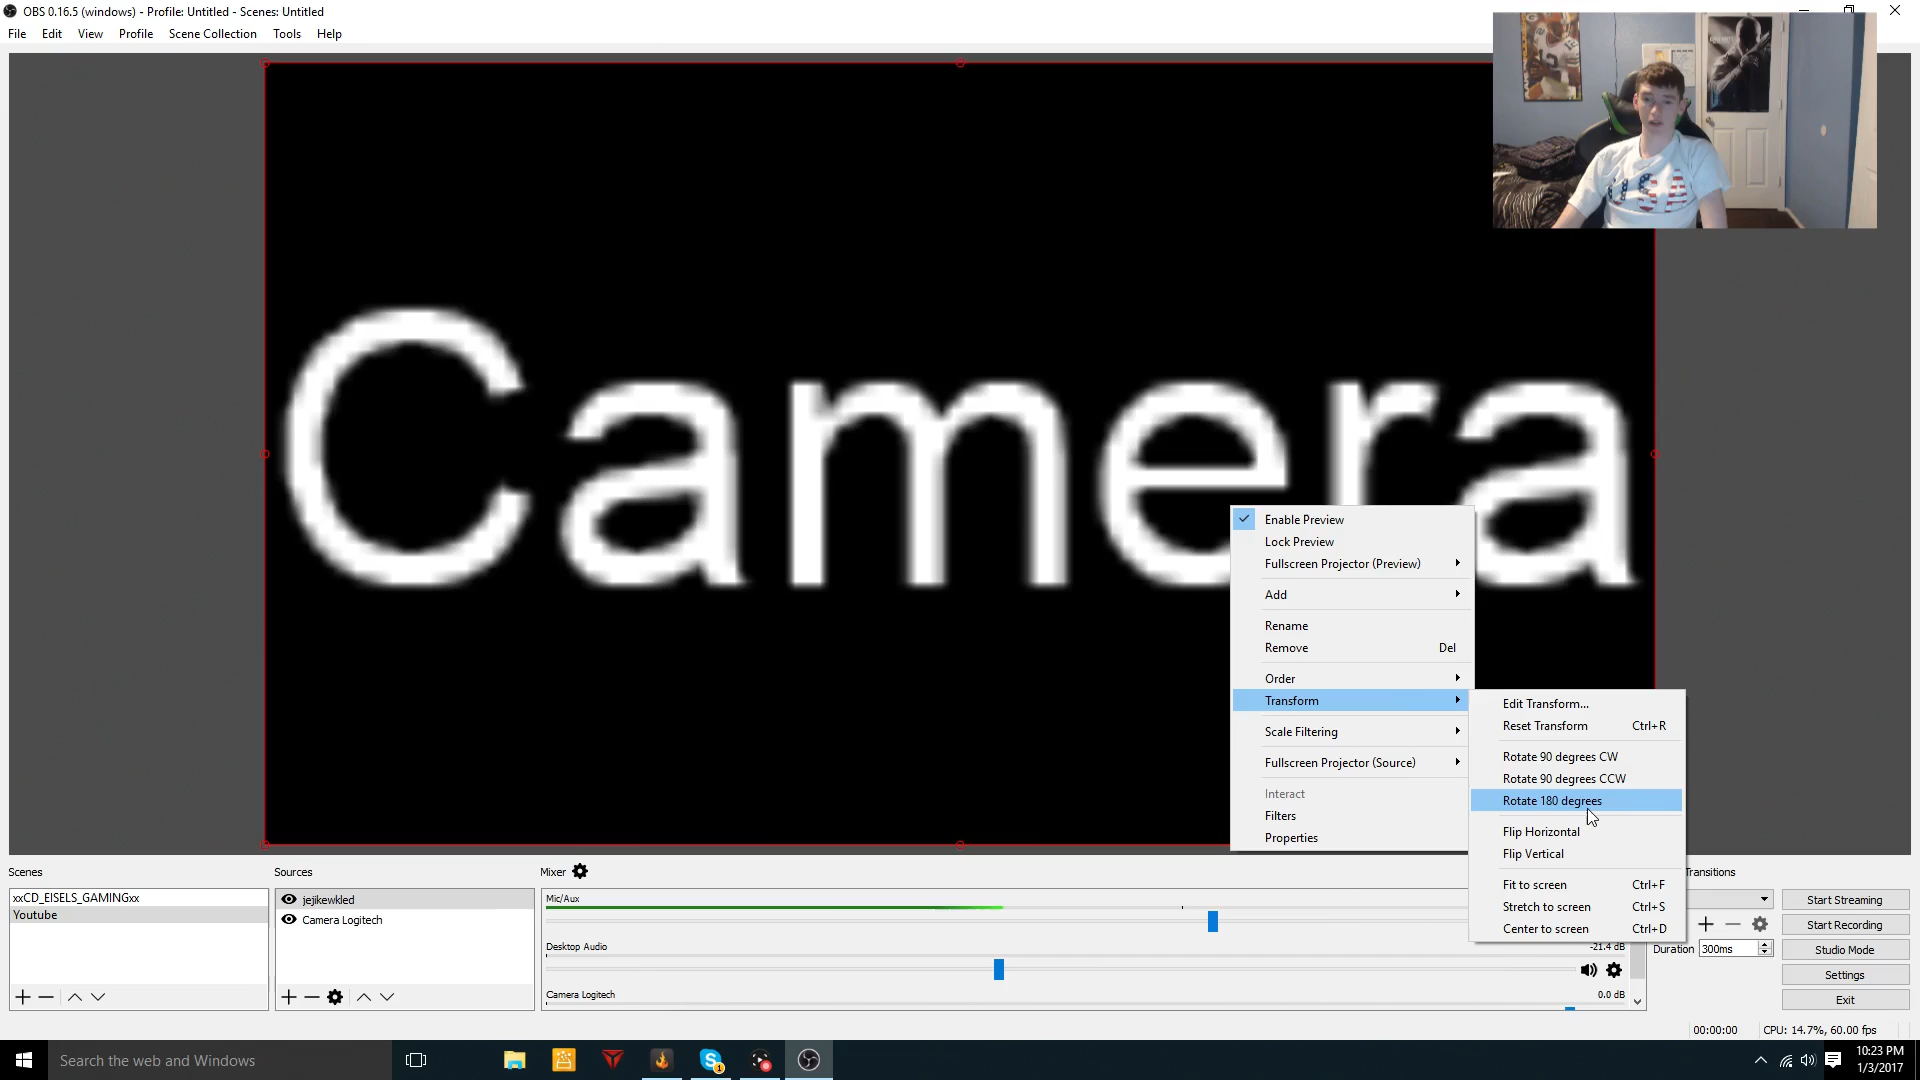 OBS 0.16.5 (windows) - Profile: Untitled - Scenes: Untitled
File Edit View Profile Scene Collection Tools Help
USA
Camera
Enable Preview
Lock Preview
Fullscreen Projector (Preview)
Add
Rename
Remove Del
Order
Transform
Scale Filtering
Fullscreen Projector (Source)
Interact
Filters
Properties
Edit Transform...
Reset Transform Ctrl+R
Rotate 90 degrees CW
Rotate 90 degrees CCW
Rotate 180 degrees
Flip Horizontal
Flip Vertical
Fit to screen Ctrl+F
Stretch to screen Ctrl+S
Center to screen Ctrl+D
Scenes
xxCD_EISELS_GAMINGxx
Youtube
Sources
jejikewkled
Camera Logitech
Mixer
Mic/Aux
Desktop Audio -21.4 dB
Camera Logitech 0.0 dB
ransitions
Duration 300ms
Start Streaming
Start Recording
Studio Mode
Settings
Exit
00:00:00 CPU: 14.7%, 60.00 fps
Search the web and Windows
1
10:23 PM
1/3/2017